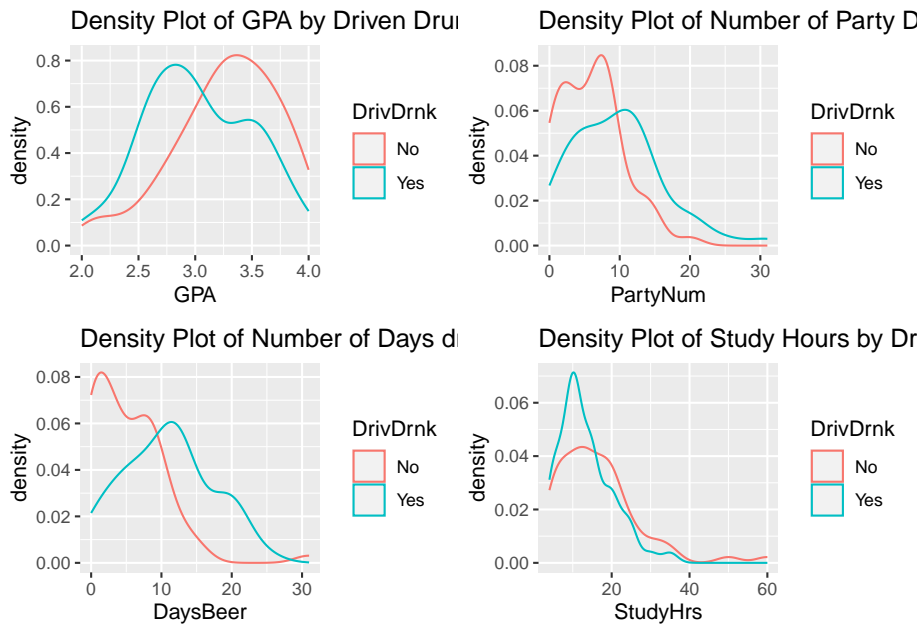 Density Plot of GPA by Driven Drun
0.8
0.6
0.4
0.2
0.0
density
2.0 2.5 3.0 3.5 4.0
GPA
DrivDrnk
No
Yes
Density Plot of Number of Party D
0.08
0.06
0.04
0.02
0.00
density
0 10 20 30
PartyNum
DrivDrnk
No
Yes
Density Plot of Number of Days dr
0.08
0.06
0.04
0.02
0.00
density
0 10 20 30
DaysBeer
DrivDrnk
No
Yes
Density Plot of Study Hours by Dr
0.06
0.04
0.02
0.00
density
20 40 60
StudyHrs
DrivDrnk
No
Yes